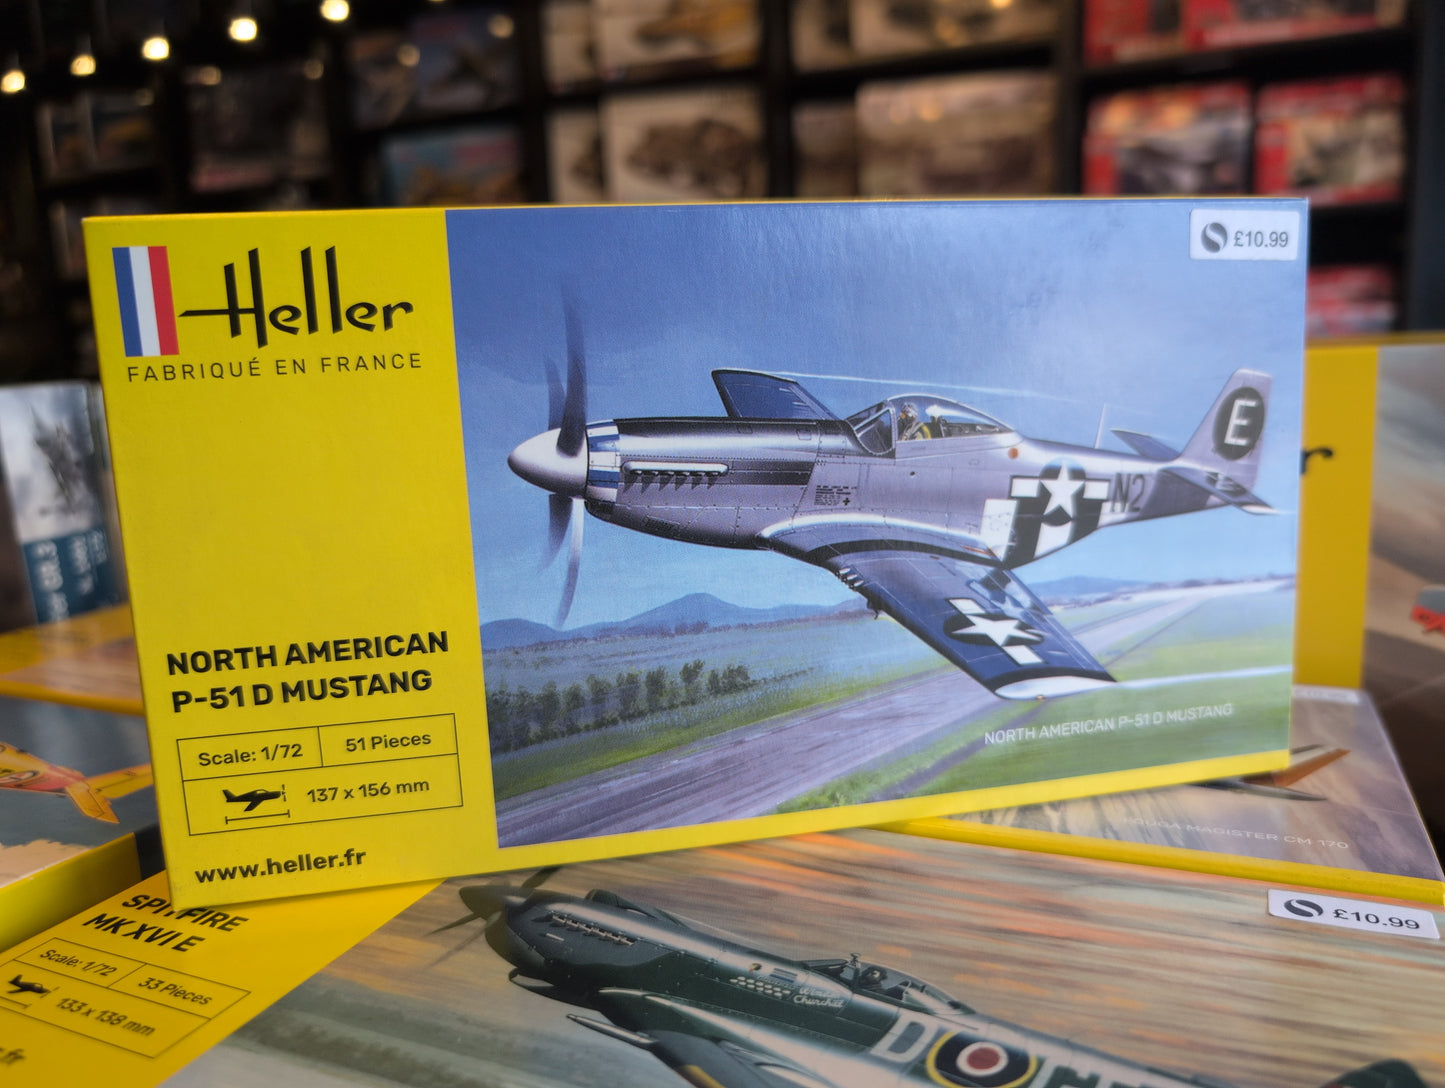 Heller
FABRIQUÉ EN FRANCE
£10.99
E
N2
NORTH AMERICAN
P-51 D MUSTANG
Scale: 1/72
51 Pieces
137 x 156 mm
www.heller.fr
NORTH AMERICAN P-51 D MUSTANG
r
FOUGA MAGISTER CM 170
SPITFIRE
MK XVI E
Scale: 1/72
33 Pieces
133 x 138 mm
.fr
£10.99
Churchill
D